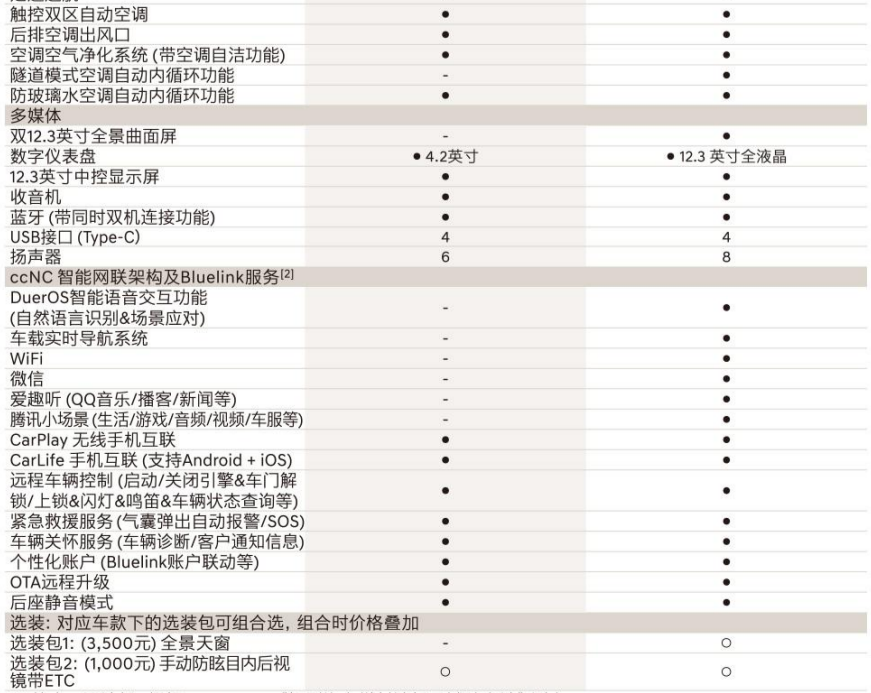 触控双区自动空调 ● ●
后排空调出风口 ● ●
空调空气净化系统 (带空调自洁功能) ● ●
隧道模式空调自动内循环功能 - ●
防玻璃水空调自动内循环功能 ● ●
多媒体
双12.3英寸全景曲面屏 - ●
数字仪表盘 ● 4.2英寸 ● 12.3 英寸全液晶
12.3英寸中控显示屏 ● ●
收音机 ● ●
蓝牙 (带同时双机连接功能) ● ●
USB接口 (Type-C) 4 4
扬声器 6 8
ccNC 智能网联架构及Bluelink服务[2]
DuerOS智能语音交互功能
(自然语言识别&场景应对) - ●
车载实时导航系统 - ●
WiFi - ●
微信 - ●
爱趣听 (QQ音乐/播客/新闻等) - ●
腾讯小场景 (生活/游戏/音频/视频/车服等) - ●
CarPlay 无线手机互联 ● ●
CarLife 手机互联 (支持Android + iOS) ● ●
远程车辆控制 (启动/关闭引擎&车门解
锁/上锁&闪灯&鸣笛&车辆状态查询等) ● ●
紧急救援服务 (气囊弹出自动报警/SOS) ● ●
车辆关怀服务 (车辆诊断/客户通知信息) ● ●
个性化账户 (Bluelink账户联动等) ● ●
OTA远程升级 ● ●
后座静音模式 ● ●
选装: 对应车款下的选装包可组合选, 组合时价格叠加
选装包1: (3,500元) 全景天窗 - ○
选装包2: (1,000元) 手动防眩目内后视
镜带ETC ○ ○